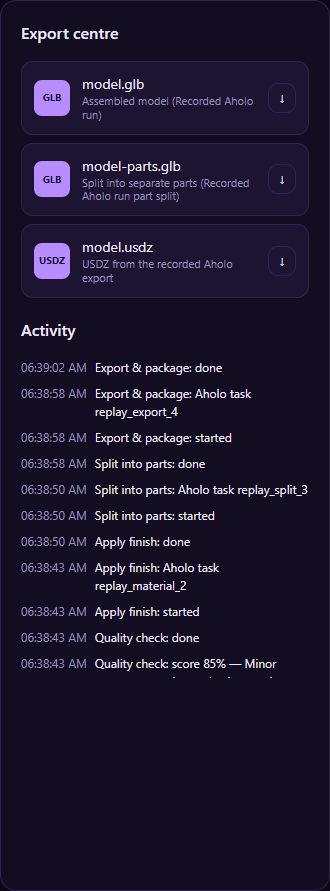 Export centre
GLB
model.glb
Assembled model (Recorded Aholo
run)
↓
GLB
model-parts.glb
Split into separate parts (Recorded
Aholo run part split)
↓
USDZ
model.usdz
USDZ from the recorded Aholo
export
↓
Activity
06:39:02 AM Export & package: done
06:38:58 AM Export & package: Aholo task
replay_export_4
06:38:58 AM Export & package: started
06:38:58 AM Split into parts: done
06:38:50 AM Split into parts: Aholo task replay_split_3
06:38:50 AM Split into parts: started
06:38:50 AM Apply finish: done
06:38:43 AM Apply finish: Aholo task
replay_material_2
06:38:43 AM Apply finish: started
06:38:43 AM Quality check: done
06:38:43 AM Quality check: score 85% — Minor